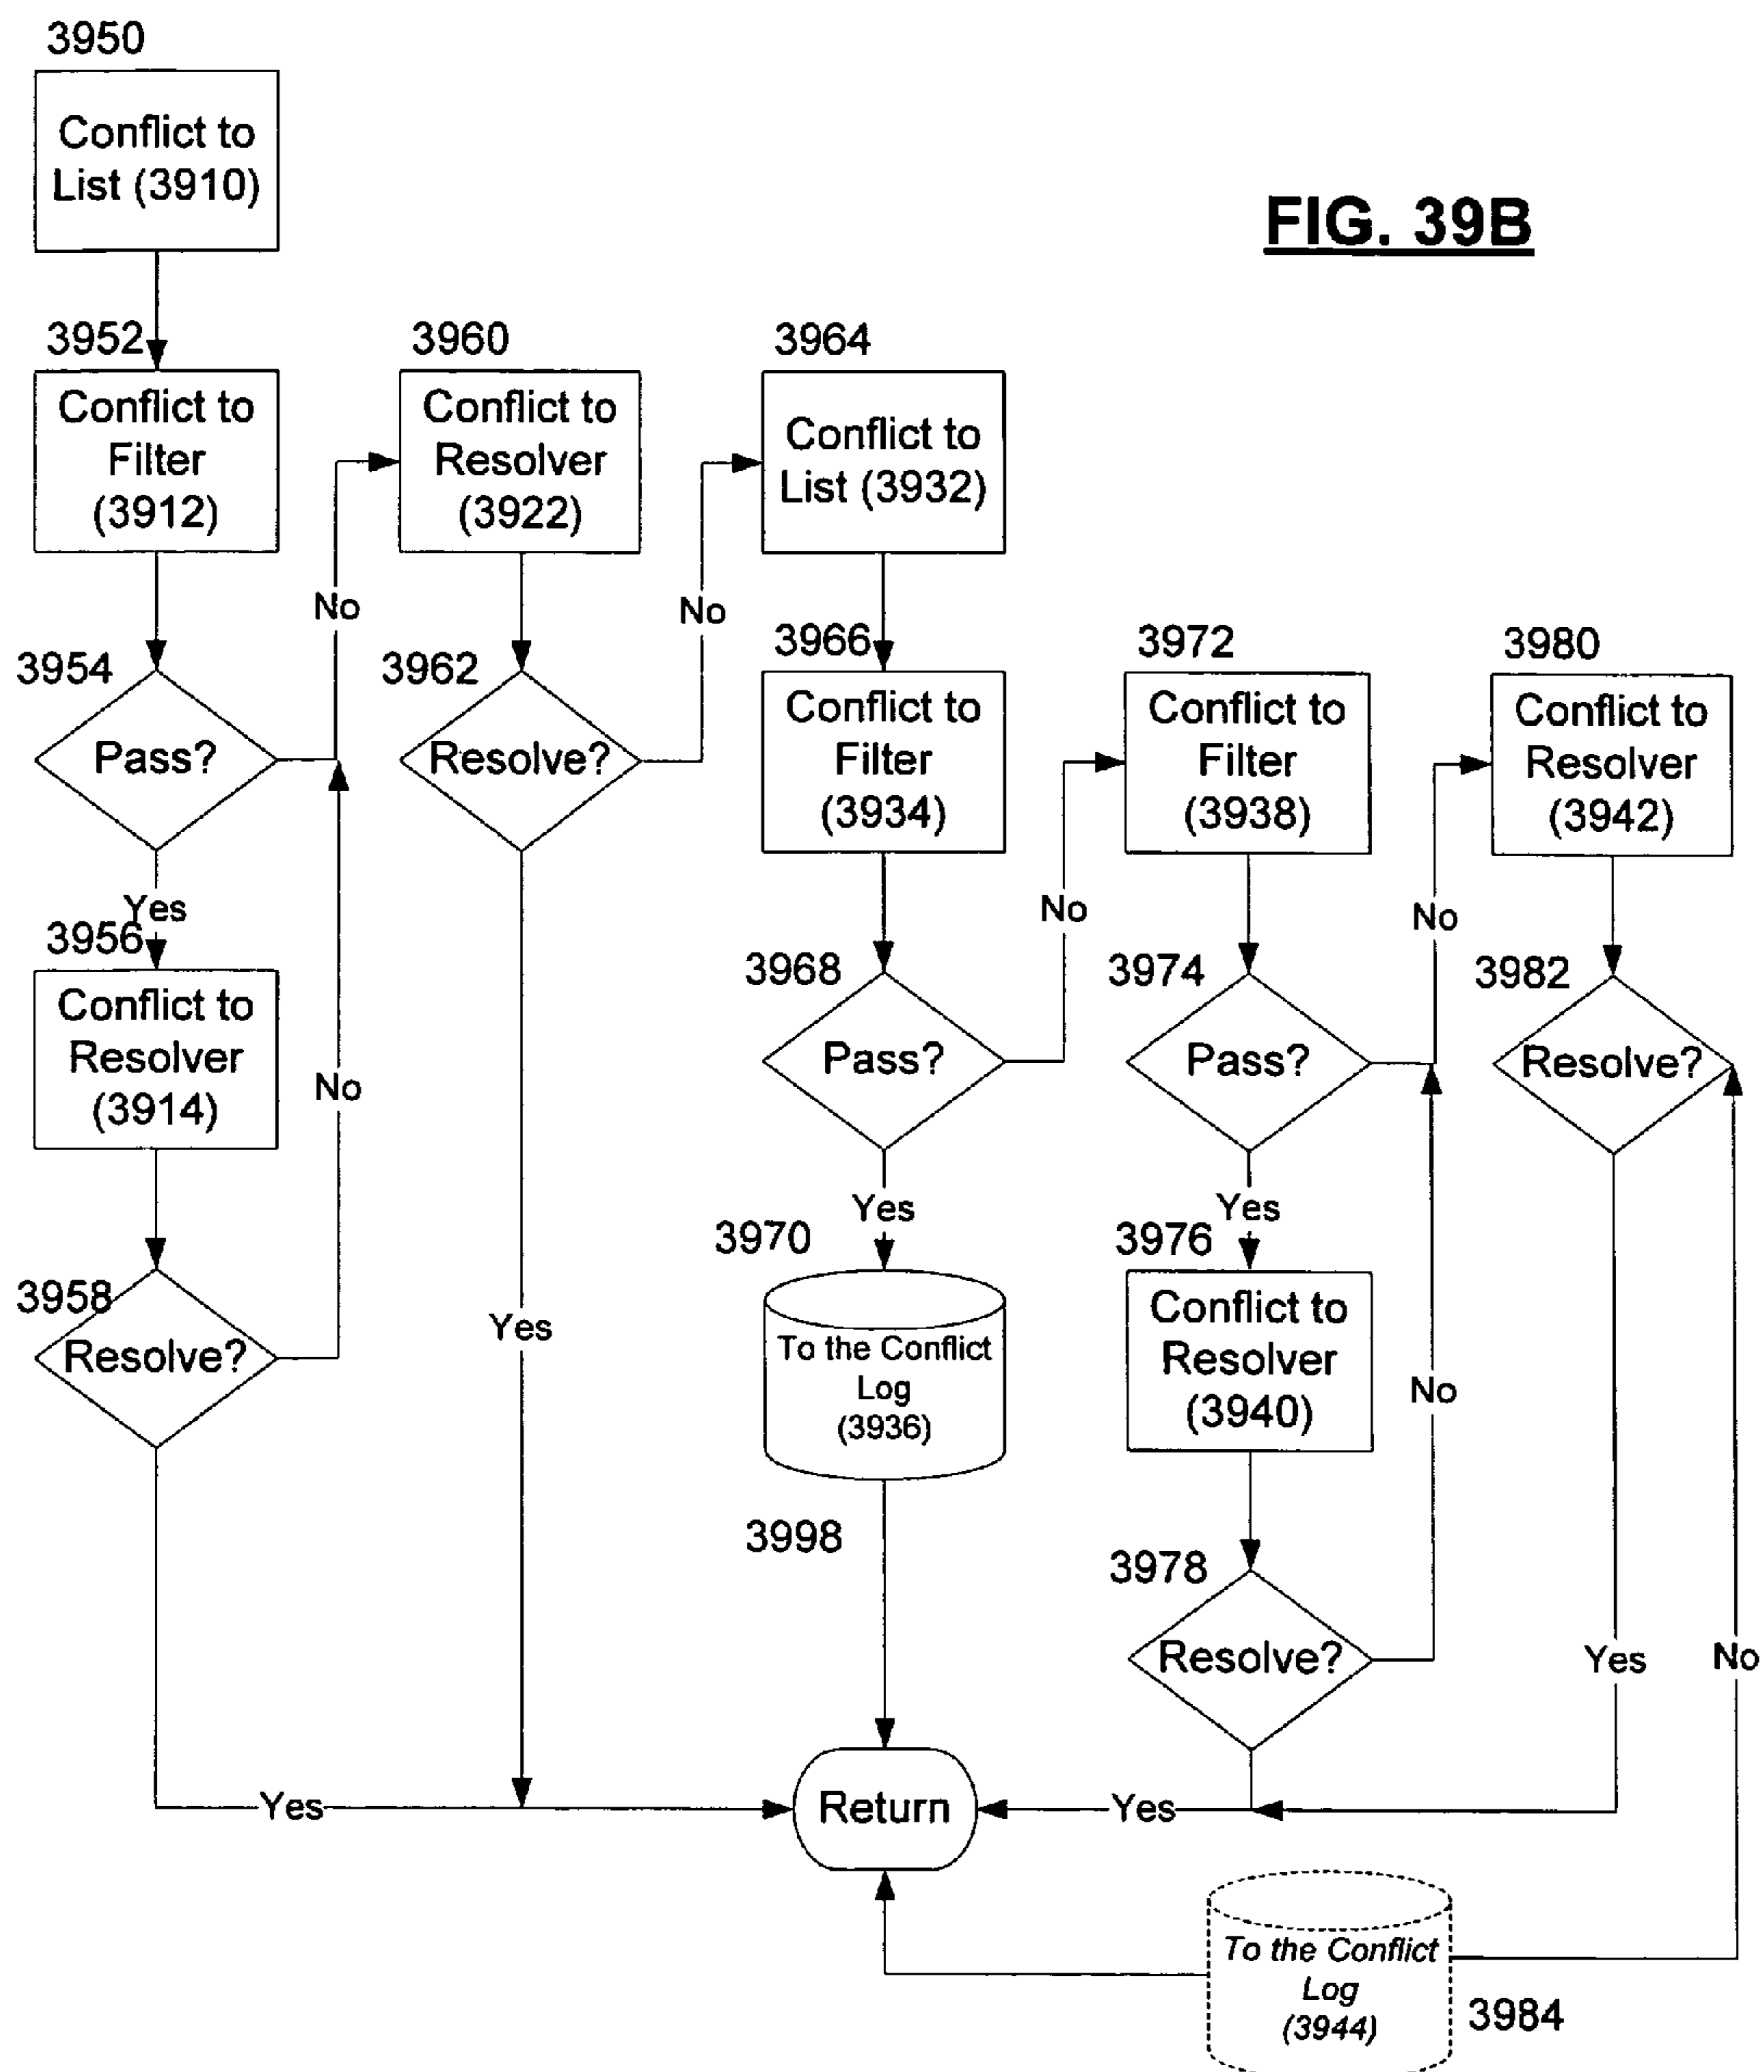 3950
Conflict to
List (3910)
FIG. 39B
3952
Conflict to
Filter
(3912)
3960
Conflict to
Resolver
(3922)
3964
Conflict to
List (3932)
No
No
3954
Pass?
3962
Resolve?
3966
Conflict to
Filter
(3934)
3972
Conflict to
Filter
(3938)
3980
Conflict to
Resolver
(3942)
Yes
No
No
3956
Conflict to
Resolver
(3914)
No
3968
Pass?
3974
Pass?
3982
Resolve?
3958
Resolve?
Yes
Yes
3970
To the Conflict
Log
(3936)
Yes
3976
Conflict to
Resolver
(3940)
No
3998
3978
Resolve?
Yes
No
Yes
Return
Yes
To the Conflict
Log
(3944)
3984